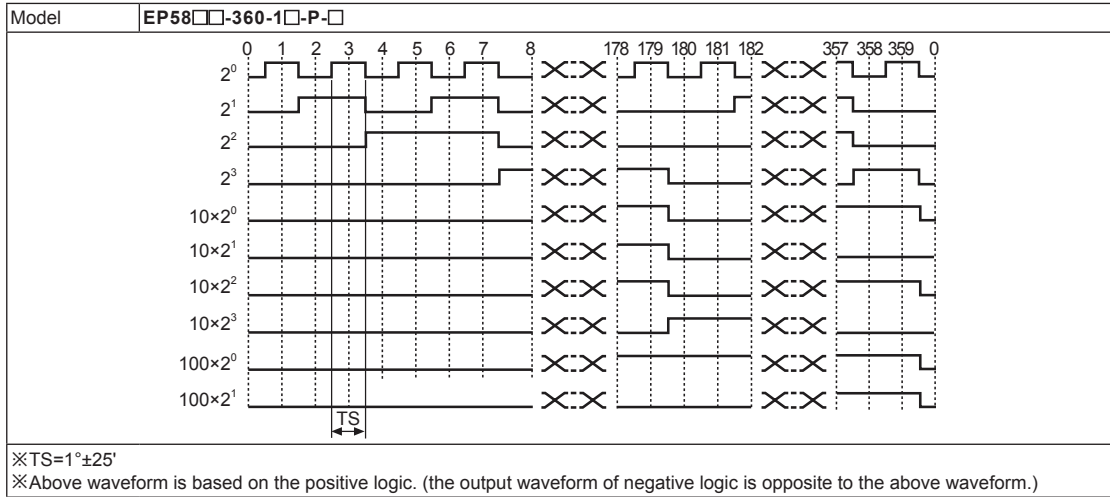 Model EP58□□-360-1□-P-□
0 1 2 3 4 5 6 7 8 178 179 180 181 182 357 358 359 0
2⁰
2¹
2²
2³
10×2⁰
10×2¹
10×2²
10×2³
100×2⁰
100×2¹
TS
※TS=1°±25'
※Above waveform is based on the positive logic. (the output waveform of negative logic is opposite to the above waveform.)